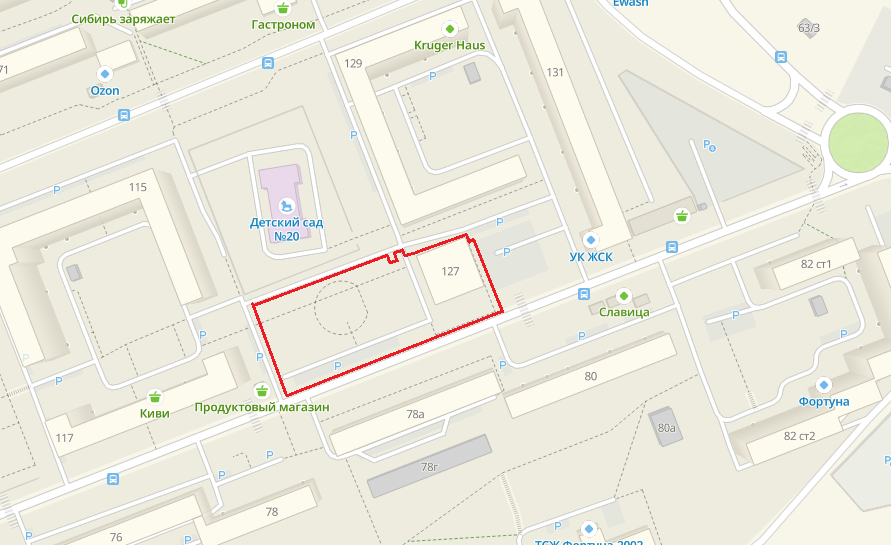 Ewash
Сибирь заряжает
Гастроном
63/3
Kruger Haus
129
71
131
P
Ozon
P
P
P
115
P
Детский сад
№20
P
P
127
УК ЖСК
82 ст1
Славица
P
P
P
P
P
P
P
80
P
Киви
Продуктовый магазин
Фортуна
78а
117
80а
82 ст2
P
P
78г
P
78
P
P
76
ТСЖ Фортуна-2002